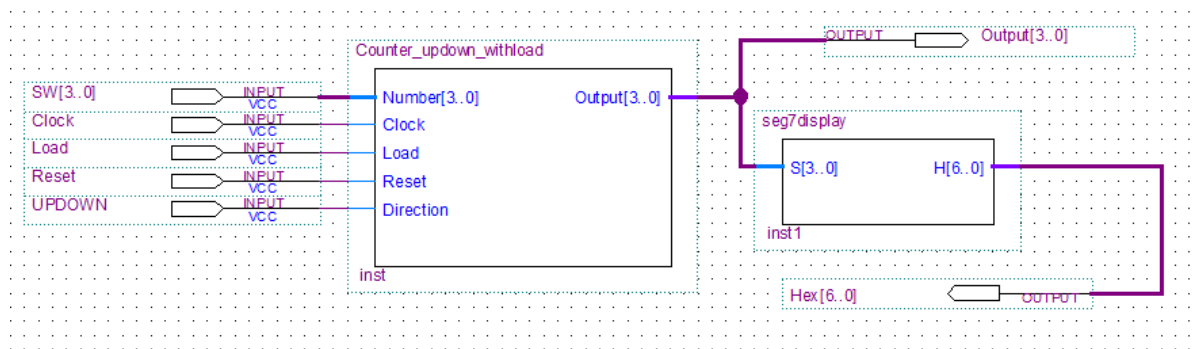 Counter_updown_withload
SW[3..0] INPUT VCC
Clock INPUT VCC
Load INPUT VCC
Reset INPUT VCC
UPDOWN INPUT VCC
Number[3..0] Output[3..0]
Clock
Load
Reset
Direction
inst
OUTPUT Output[3..0]
seg7display
S[3..0] H[6..0]
inst1
Hex[6..0] OUTPUT